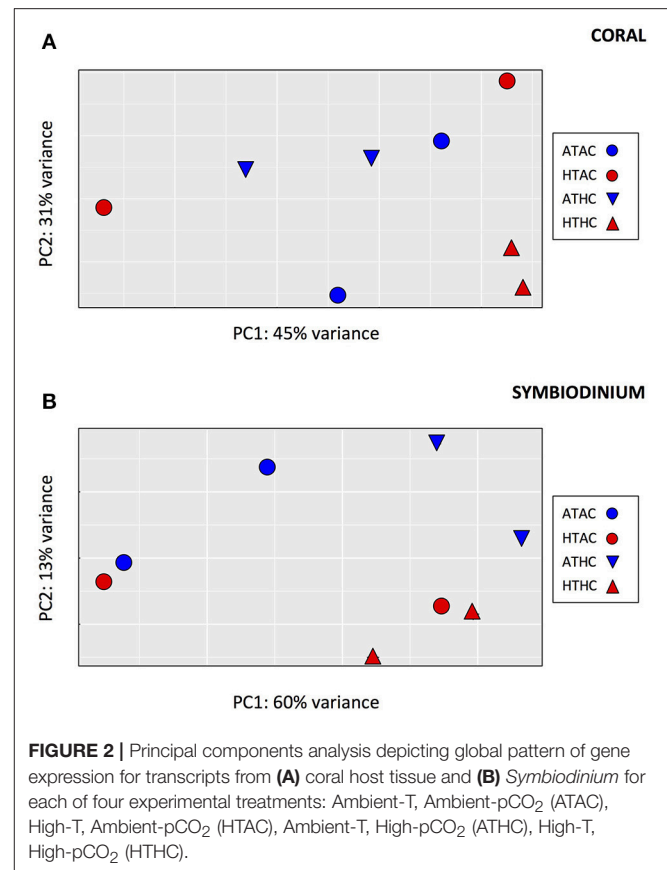 A
CORAL
PC2: 31% variance
ATAC
HTAC
ATHC
HTHC
PC1: 45% variance
B
SYMBIODINIUM
PC2: 13% variance
ATAC
HTAC
ATHC
HTHC
PC1: 60% variance
FIGURE 2 | Principal components analysis depicting global pattern of gene
expression for transcripts from (A) coral host tissue and (B) Symbiodinium for
each of four experimental treatments: Ambient-T, Ambient-pCO₂ (ATAC),
High-T, Ambient-pCO₂ (HTAC), Ambient-T, High-pCO₂ (ATHC), High-T,
High-pCO₂ (HTHC).